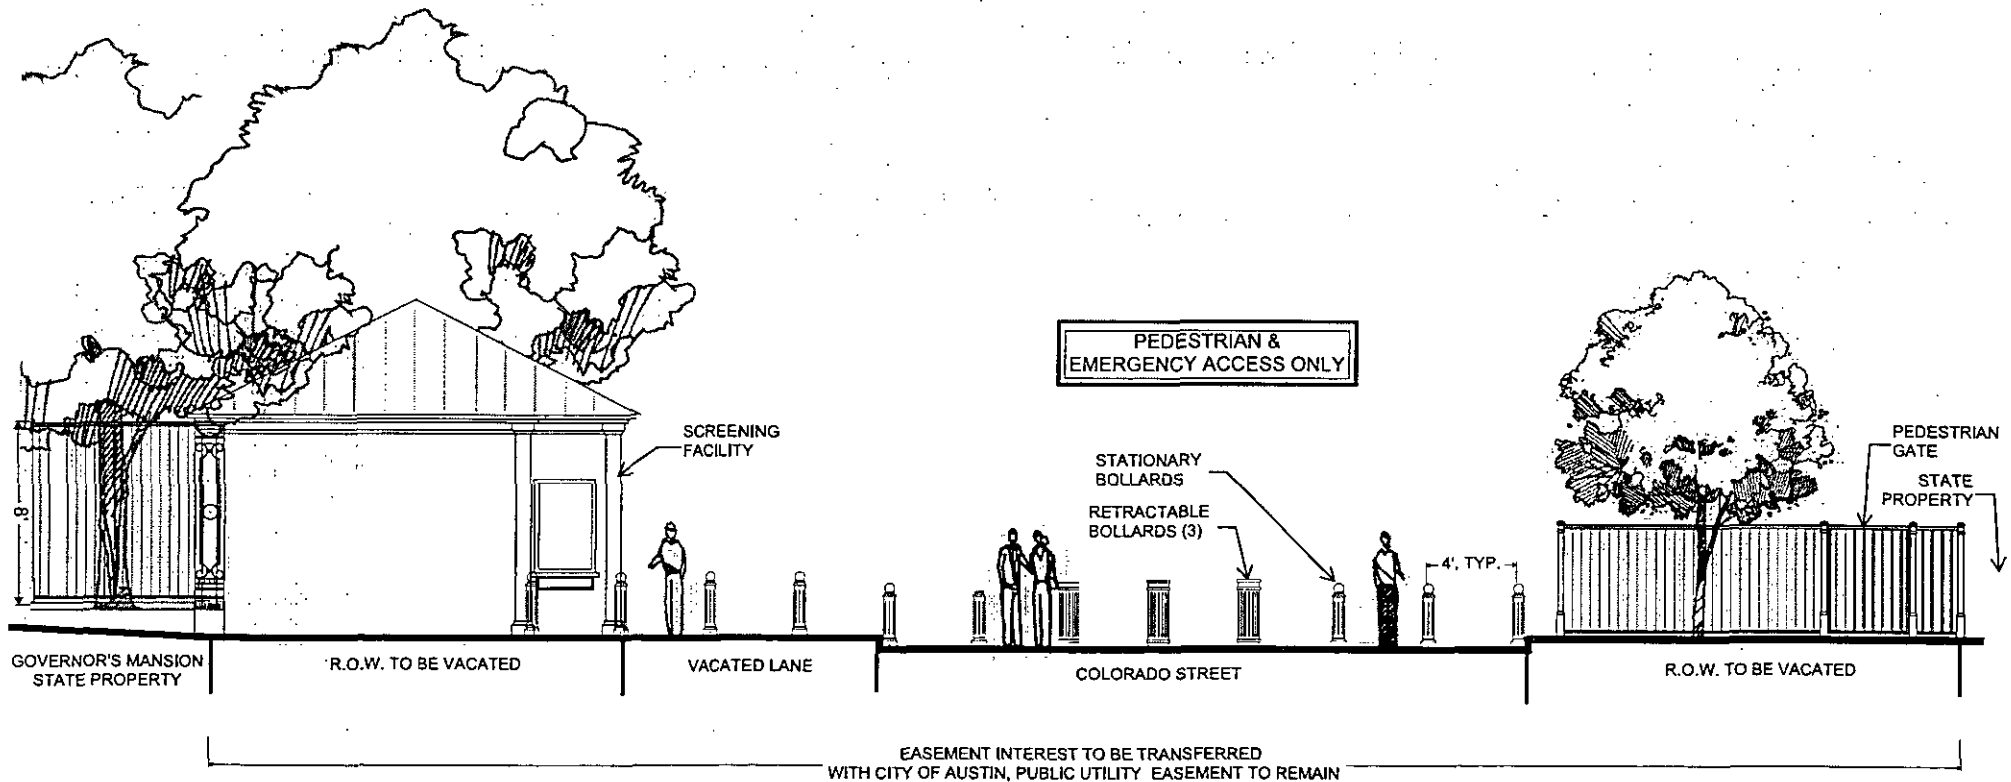 PEDESTRIAN &
EMERGENCY ACCESS ONLY
SCREENING
FACILITY
STATIONARY
BOLLARDS
RETRACTABLE
BOLLARDS (3)
4', TYP.
PEDESTRIAN
GATE
STATE
PROPERTY
8'
GOVERNOR'S MANSION
STATE PROPERTY
R.O.W. TO BE VACATED
VACATED LANE
COLORADO STREET
R.O.W. TO BE VACATED
EASEMENT INTEREST TO BE TRANSFERRED
WITH CITY OF AUSTIN, PUBLIC UTILITY EASEMENT TO REMAIN